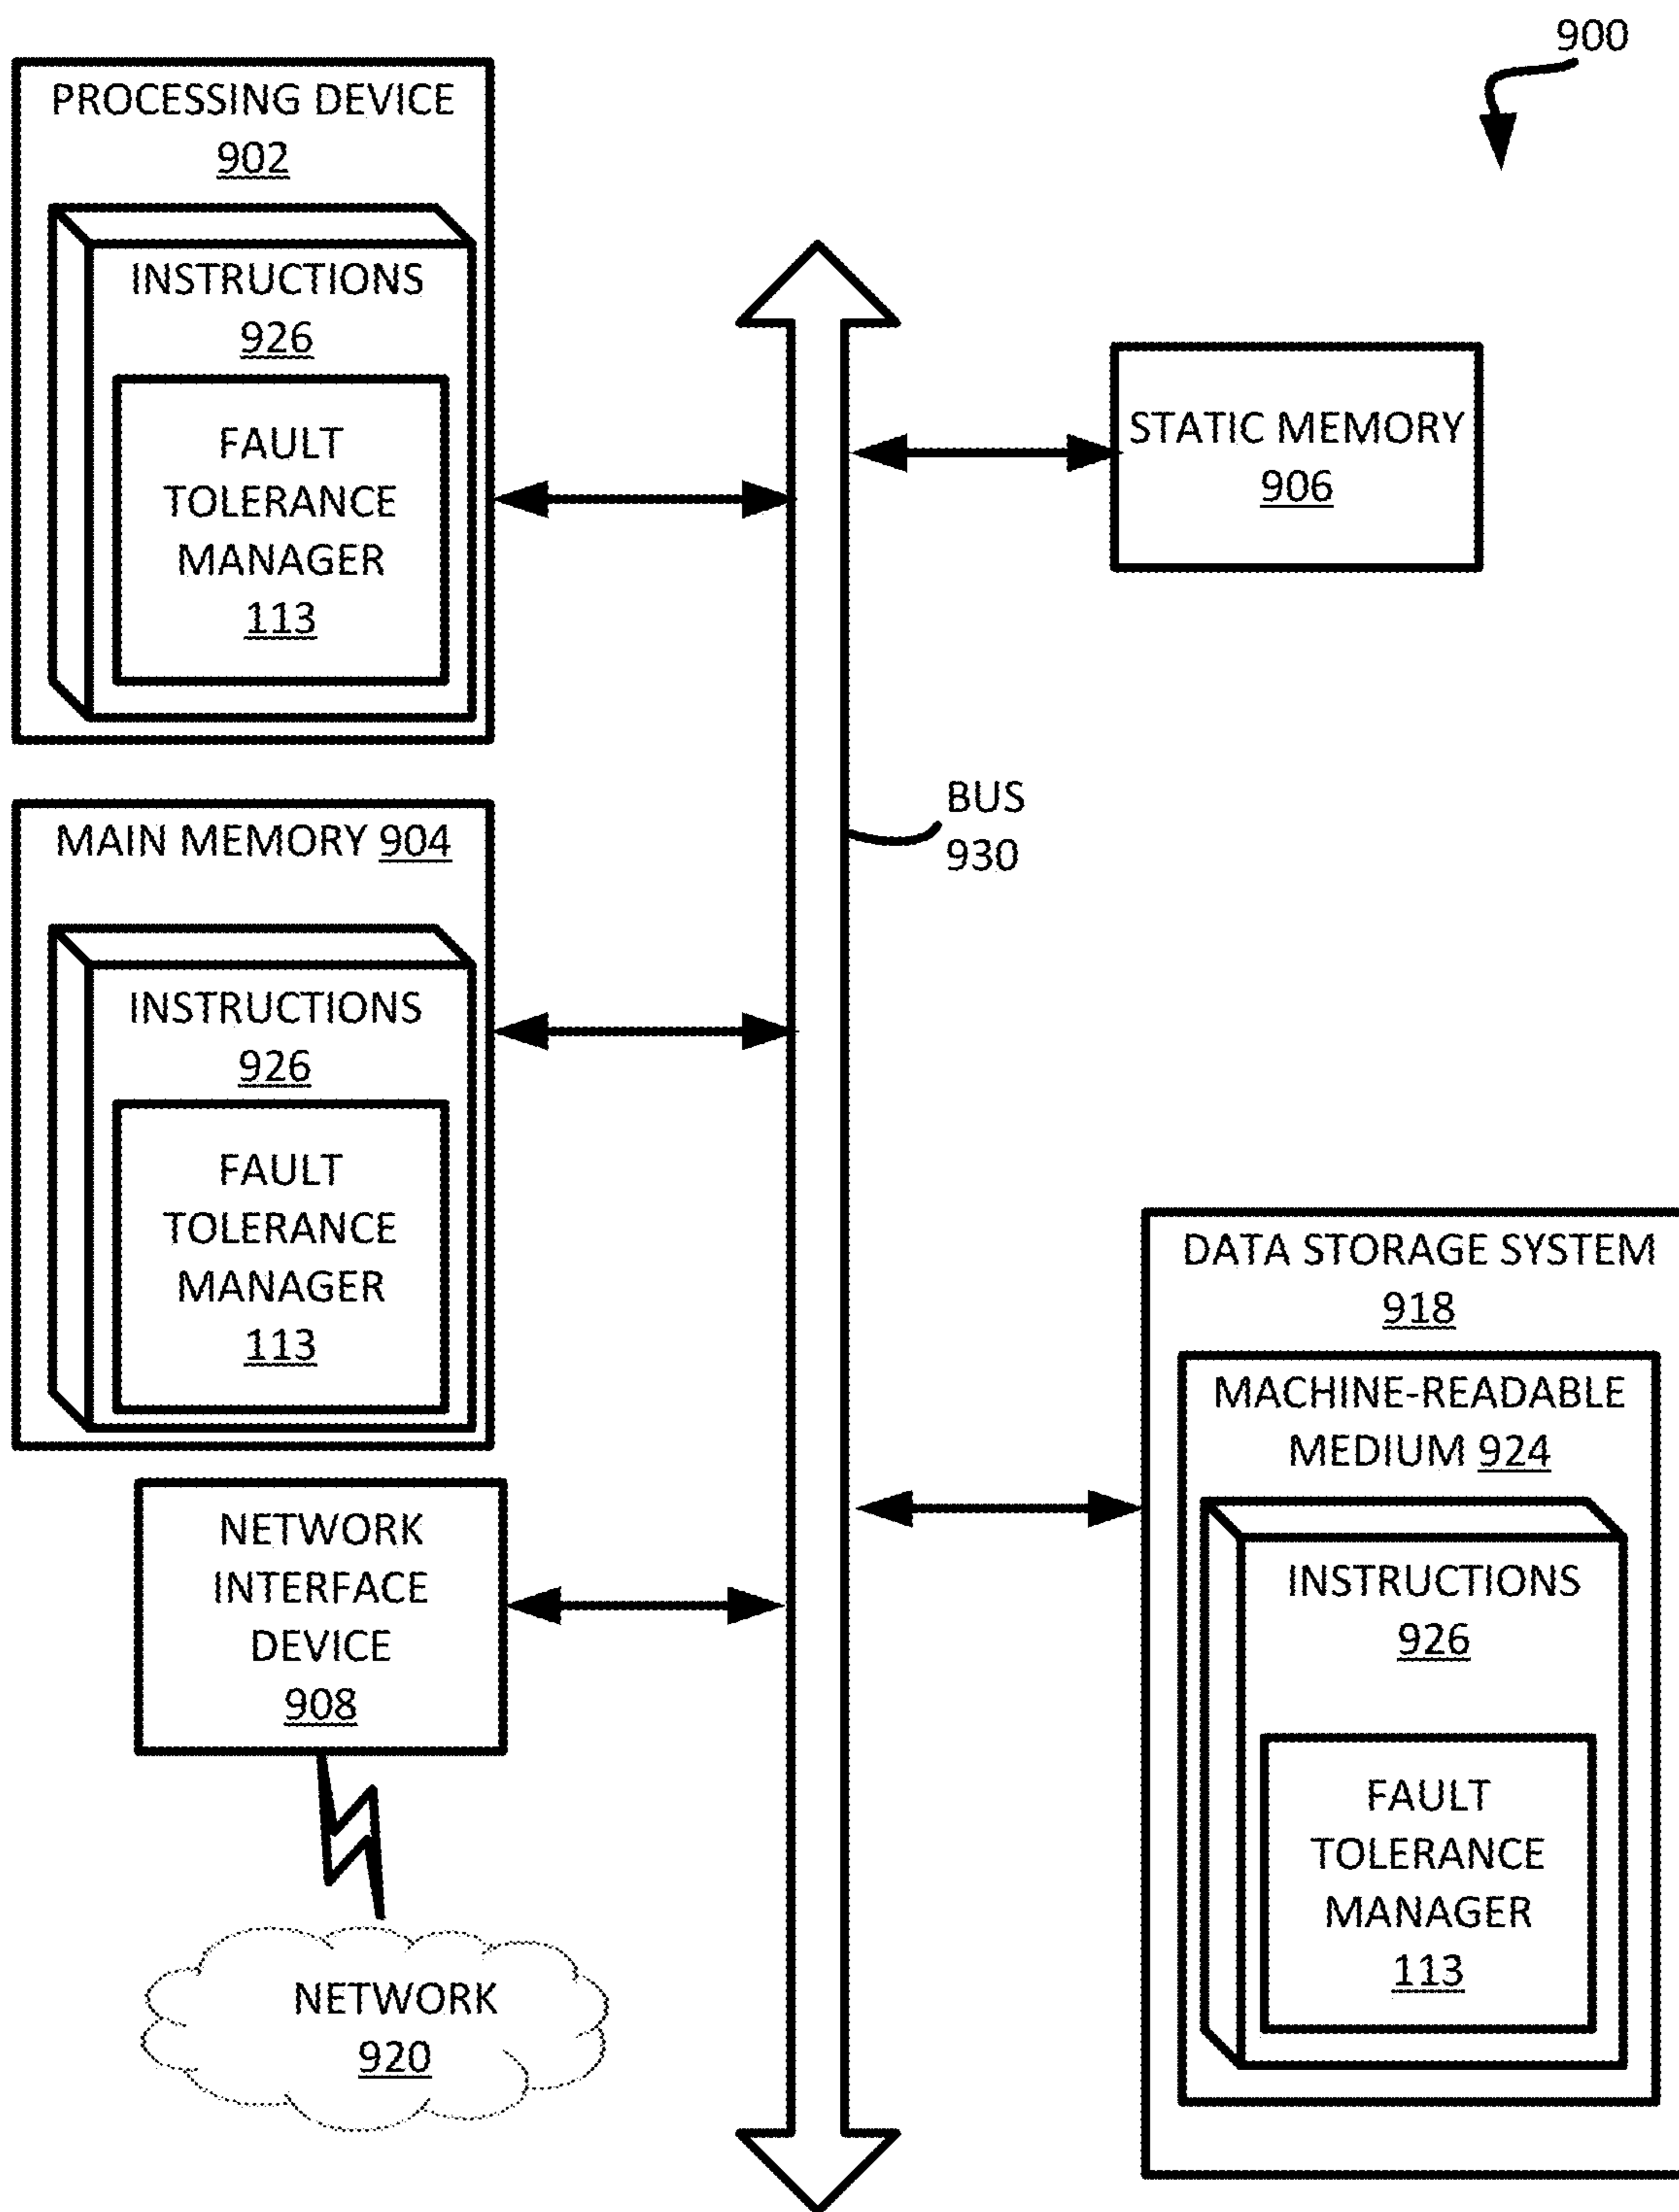 900
PROCESSING DEVICE
902
INSTRUCTIONS
926
FAULT
TOLERANCE
MANAGER
113
STATIC MEMORY
906
BUS
930
MAIN MEMORY 904
INSTRUCTIONS
926
FAULT
TOLERANCE
MANAGER
113
DATA STORAGE SYSTEM
918
MACHINE-READABLE
MEDIUM 924
INSTRUCTIONS
926
FAULT
TOLERANCE
MANAGER
113
NETWORK
INTERFACE
DEVICE
908
NETWORK
920